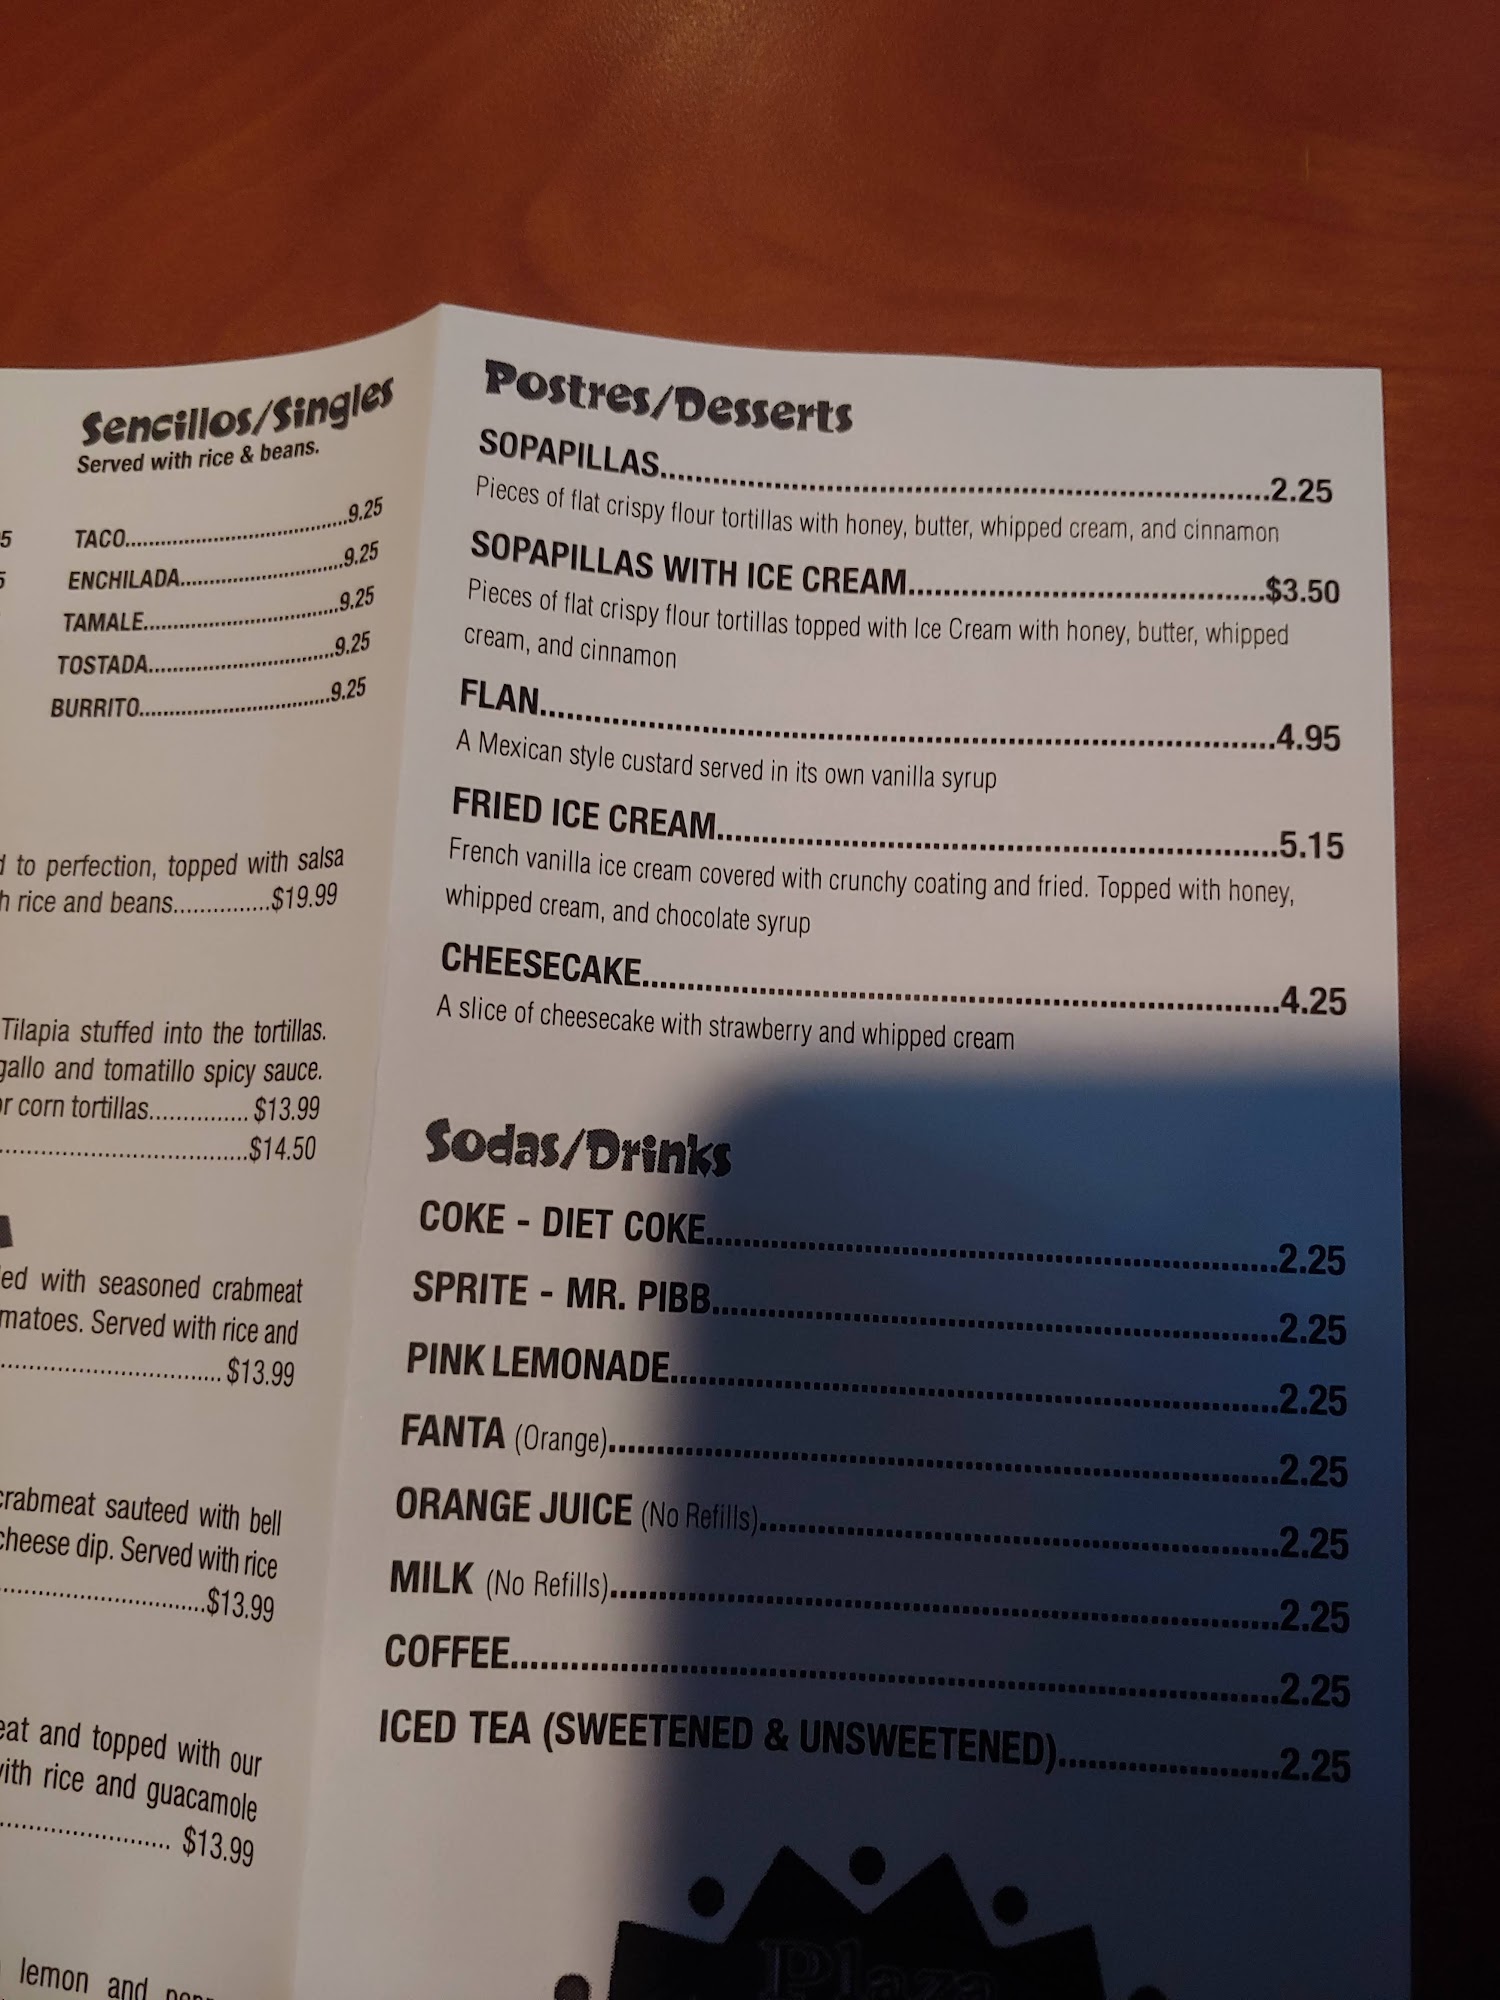 Sencillos/Singles
Served with rice & beans.
TACO..................................9.25
ENCHILADA..........................9.25
TAMALE...............................9.25
TOSTADA.............................9.25
BURRITO..............................9.25
to perfection, topped with salsa
rice and beans...............$19.99
Tilapia stuffed into the tortillas.
gallo and tomatillo spicy sauce.
or corn tortillas............... $13.99
.....................................$14.50
with seasoned crabmeat
Served with rice and
................................. $13.99
crabmeat sauteed with bell
cheese dip. Served with rice
...............................$13.99
and topped with our
with rice and guacamole
.......................... $13.99
lemon and
Postres/Desserts
SOPAPILLAS......................................................................2.25
Pieces of flat crispy flour tortillas with honey, butter, whipped cream, and cinnamon
SOPAPILLAS WITH ICE CREAM........................................$3.50
Pieces of flat crispy flour tortillas topped with Ice Cream with honey, butter, whipped
cream, and cinnamon
FLAN.................................................................................4.95
A Mexican style custard served in its own vanilla syrup
FRIED ICE CREAM..............................................................5.15
French vanilla ice cream covered with crunchy coating and fried. Topped with honey,
whipped cream, and chocolate syrup
CHEESECAKE......................................................................4.25
A slice of cheesecake with strawberry and whipped cream
Sodas/Drinks
COKE - DIET COKE..............................................................2.25
SPRITE - MR. PIBB..............................................................2.25
PINK LEMONADE.................................................................2.25
FANTA (Orange)..................................................................2.25
ORANGE JUICE (No Refills)...................................................2.25
MILK (No Refills)..................................................................2.25
COFFEE..............................................................................2.25
ICED TEA (SWEETENED & UNSWEETENED).........................2.25
Plaza